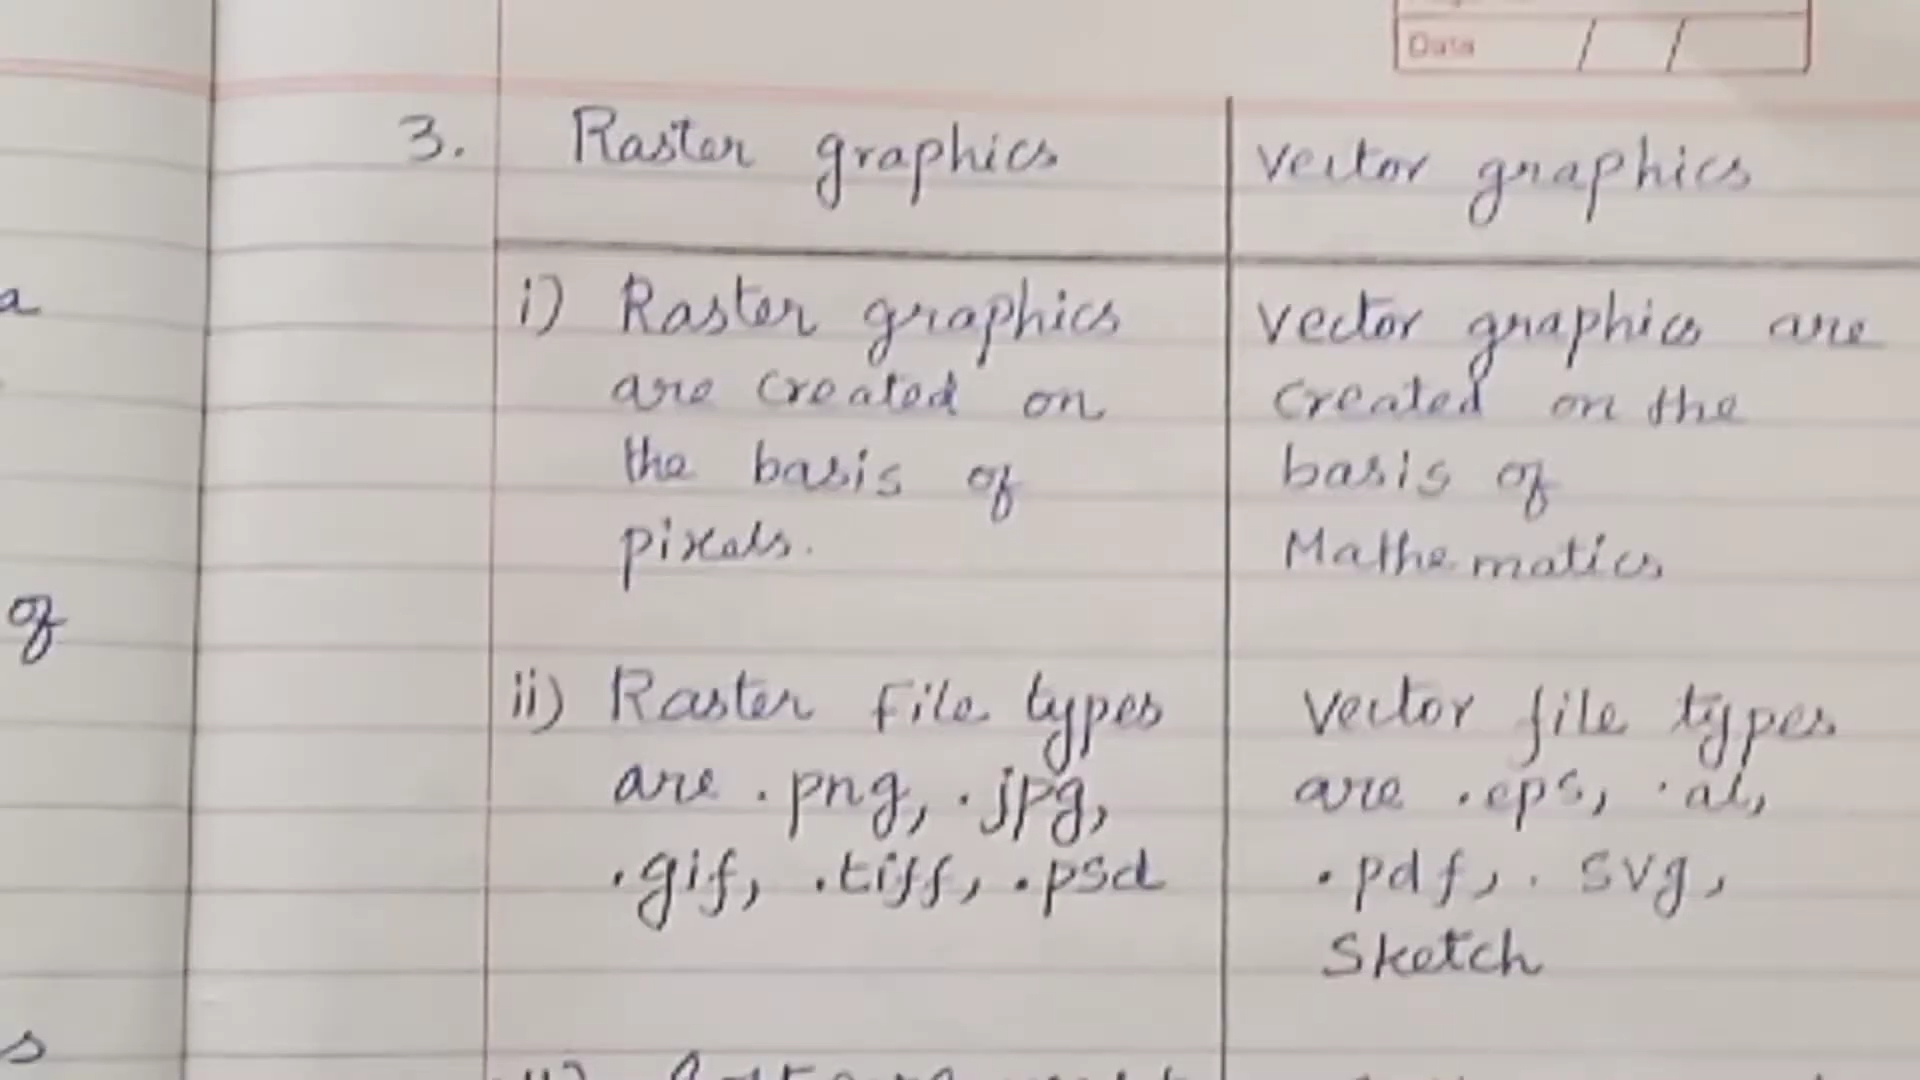 Data / /
3. Raster graphics
i) Raster graphics
are created on
the basis of
pixels.
ii) Raster File types
are .png, .jpg,
.gif, .tiff, .psd
vector graphics
vector graphics are
created on the
basis of
Mathematics
Vector file types
are .eps, .ai,
.pdf, . svg,
Sketch
a
of
s